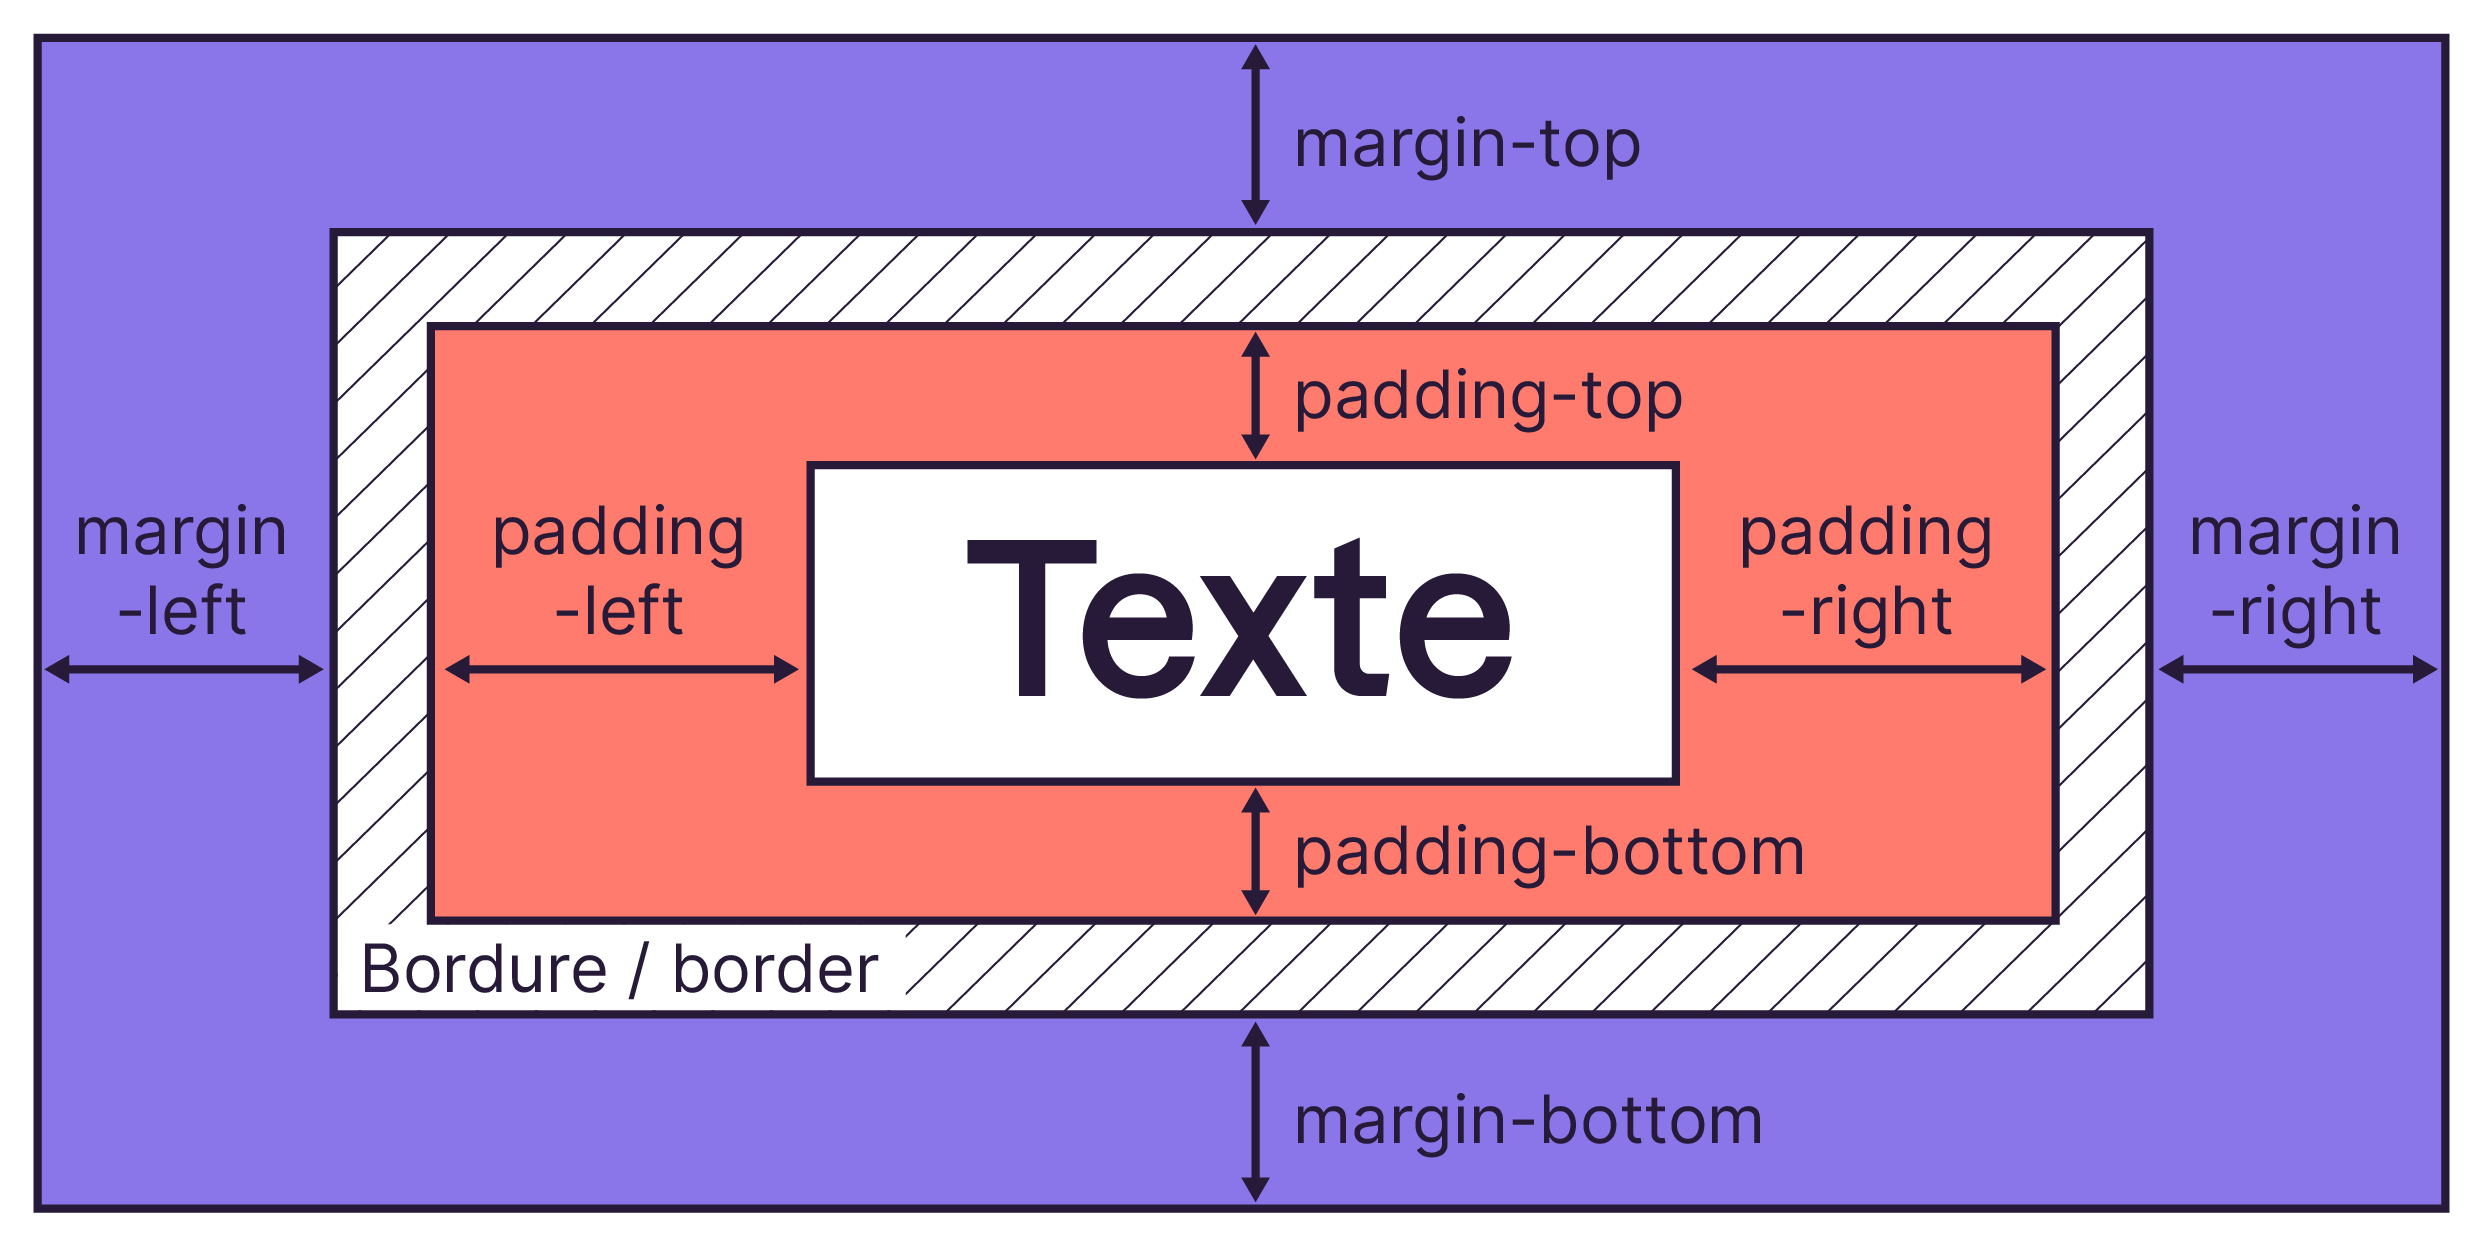 margin-top
padding-top
margin
-left
padding
-left
Texte
padding
-right
margin
-right
padding-bottom
Bordure / border
margin-bottom